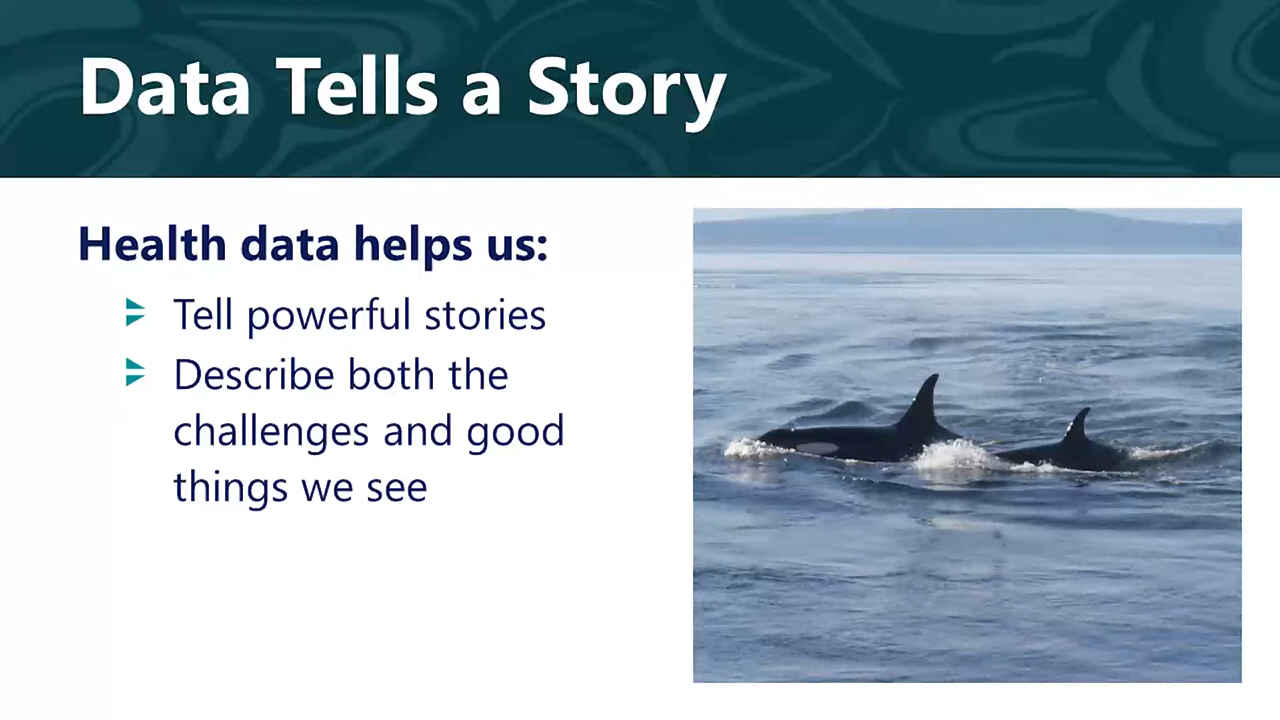 Data Tells a Story
Health data helps us:
Tell powerful stories
Describe both the
challenges and good
things we see